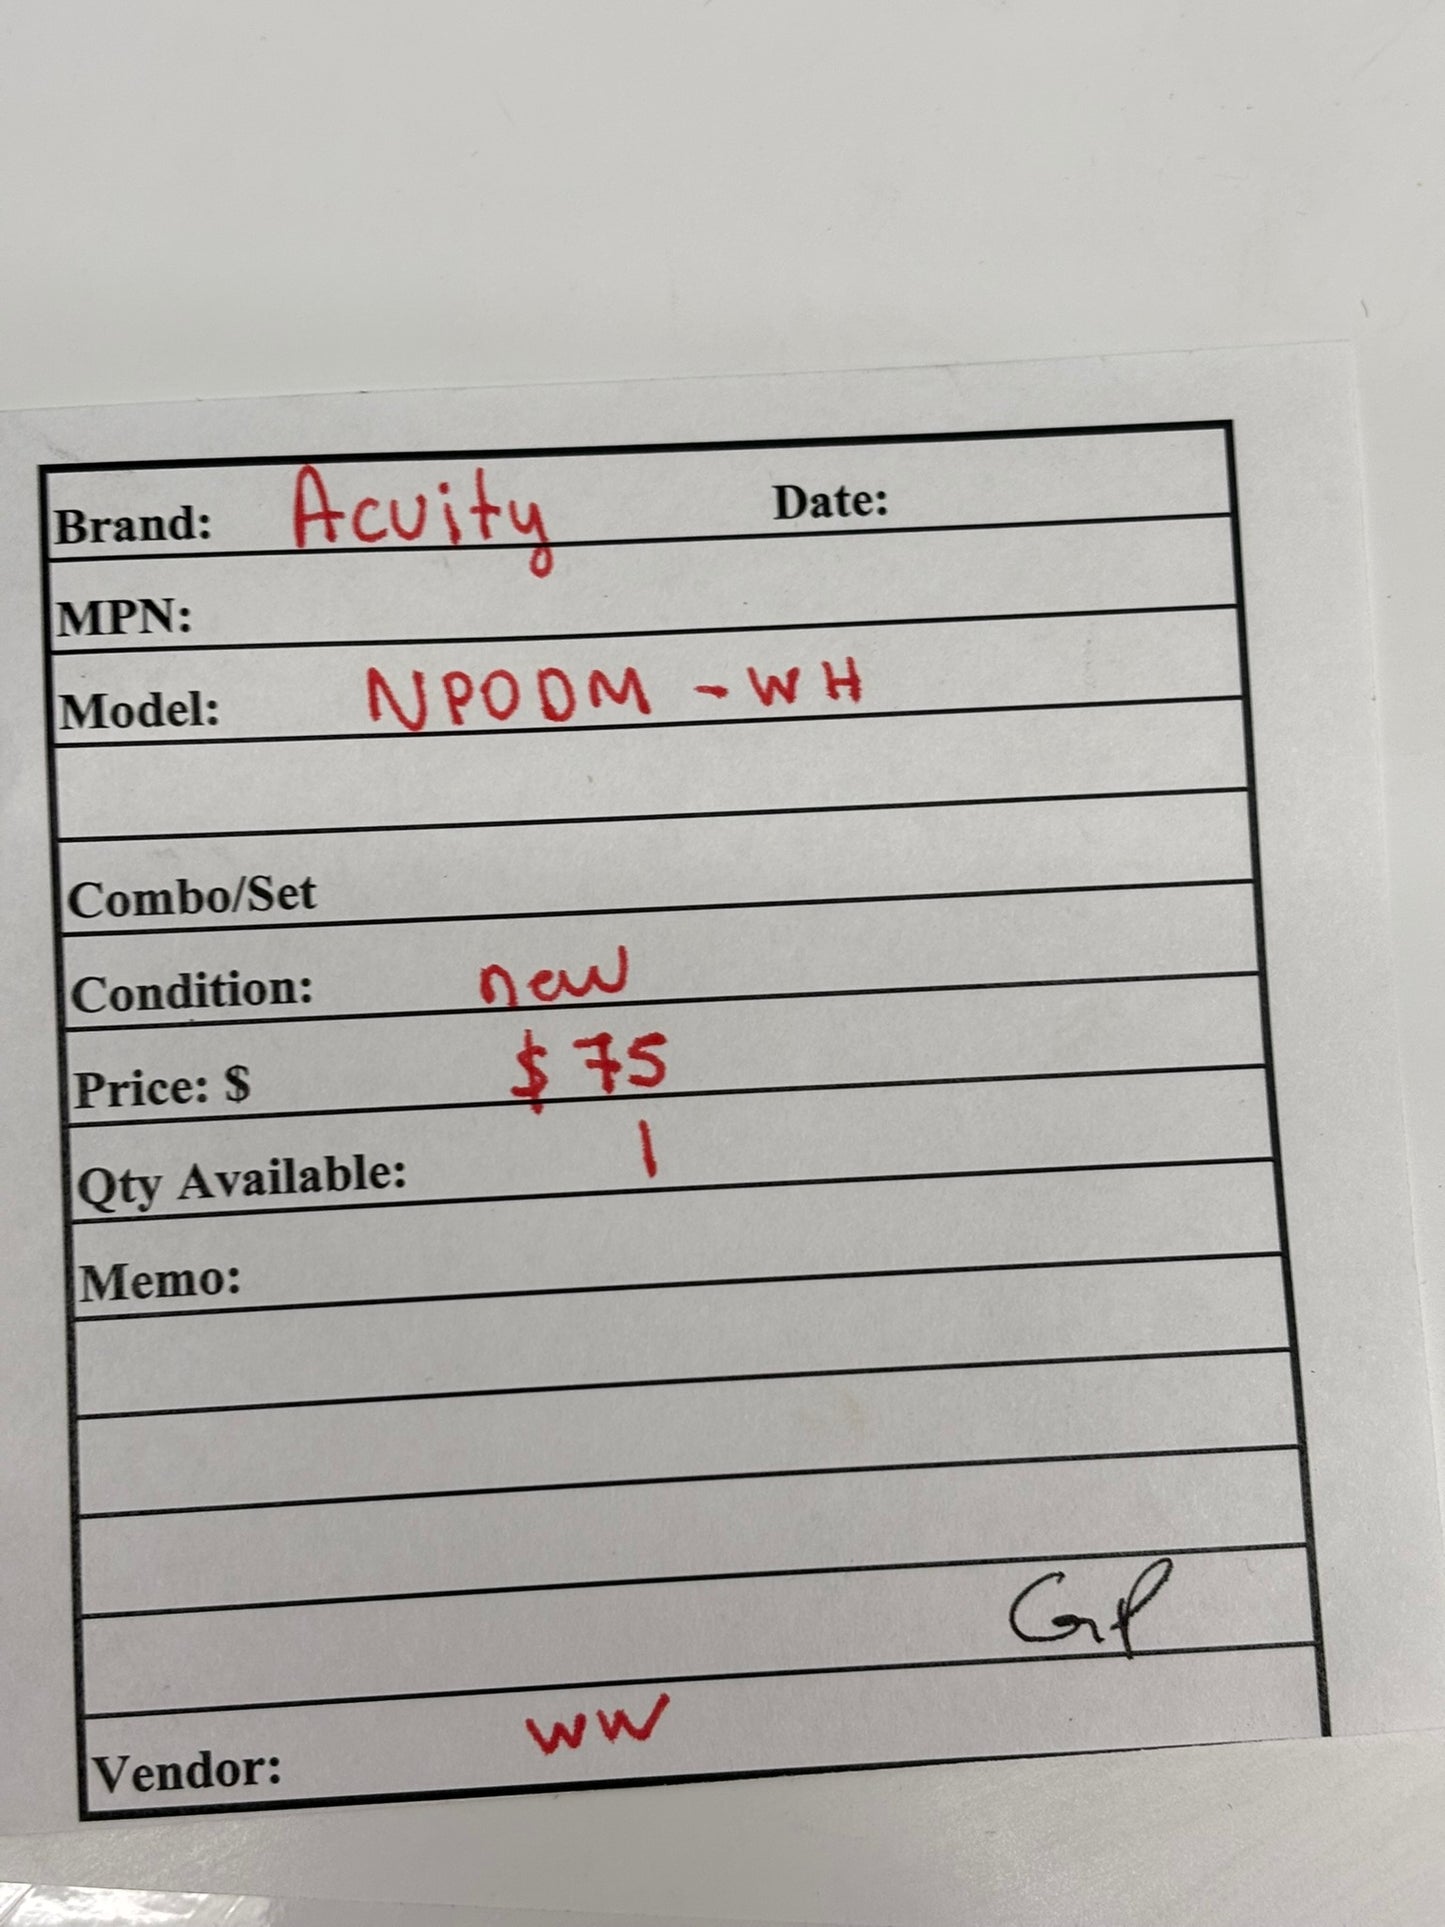 Brand: Acuity Date:
MPN:
Model: NPODM - WH
Combo/Set
Condition: new
Price: $ $75
Qty Available: 1
Memo:
GP
Vendor: WW